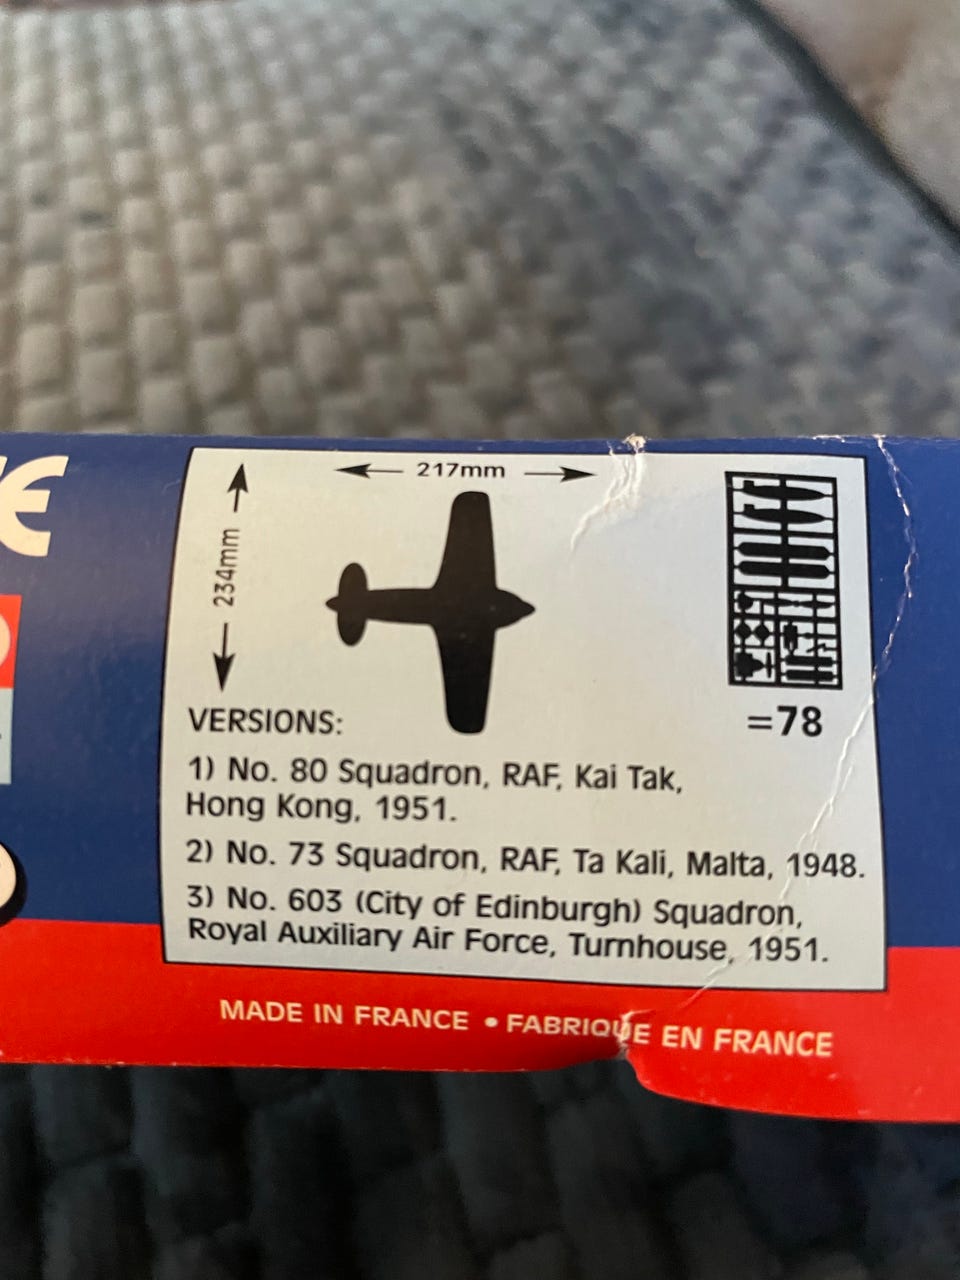 CE
217mm
234mm
=78
VERSIONS:
1) No. 80 Squadron, RAF, Kai Tak,
Hong Kong, 1951.
2) No. 73 Squadron, RAF, Ta Kali, Malta, 1948.
3) No. 603 (City of Edinburgh) Squadron,
Royal Auxiliary Air Force, Turnhouse, 1951.
MADE IN FRANCE • FABRIQUE EN FRANCE